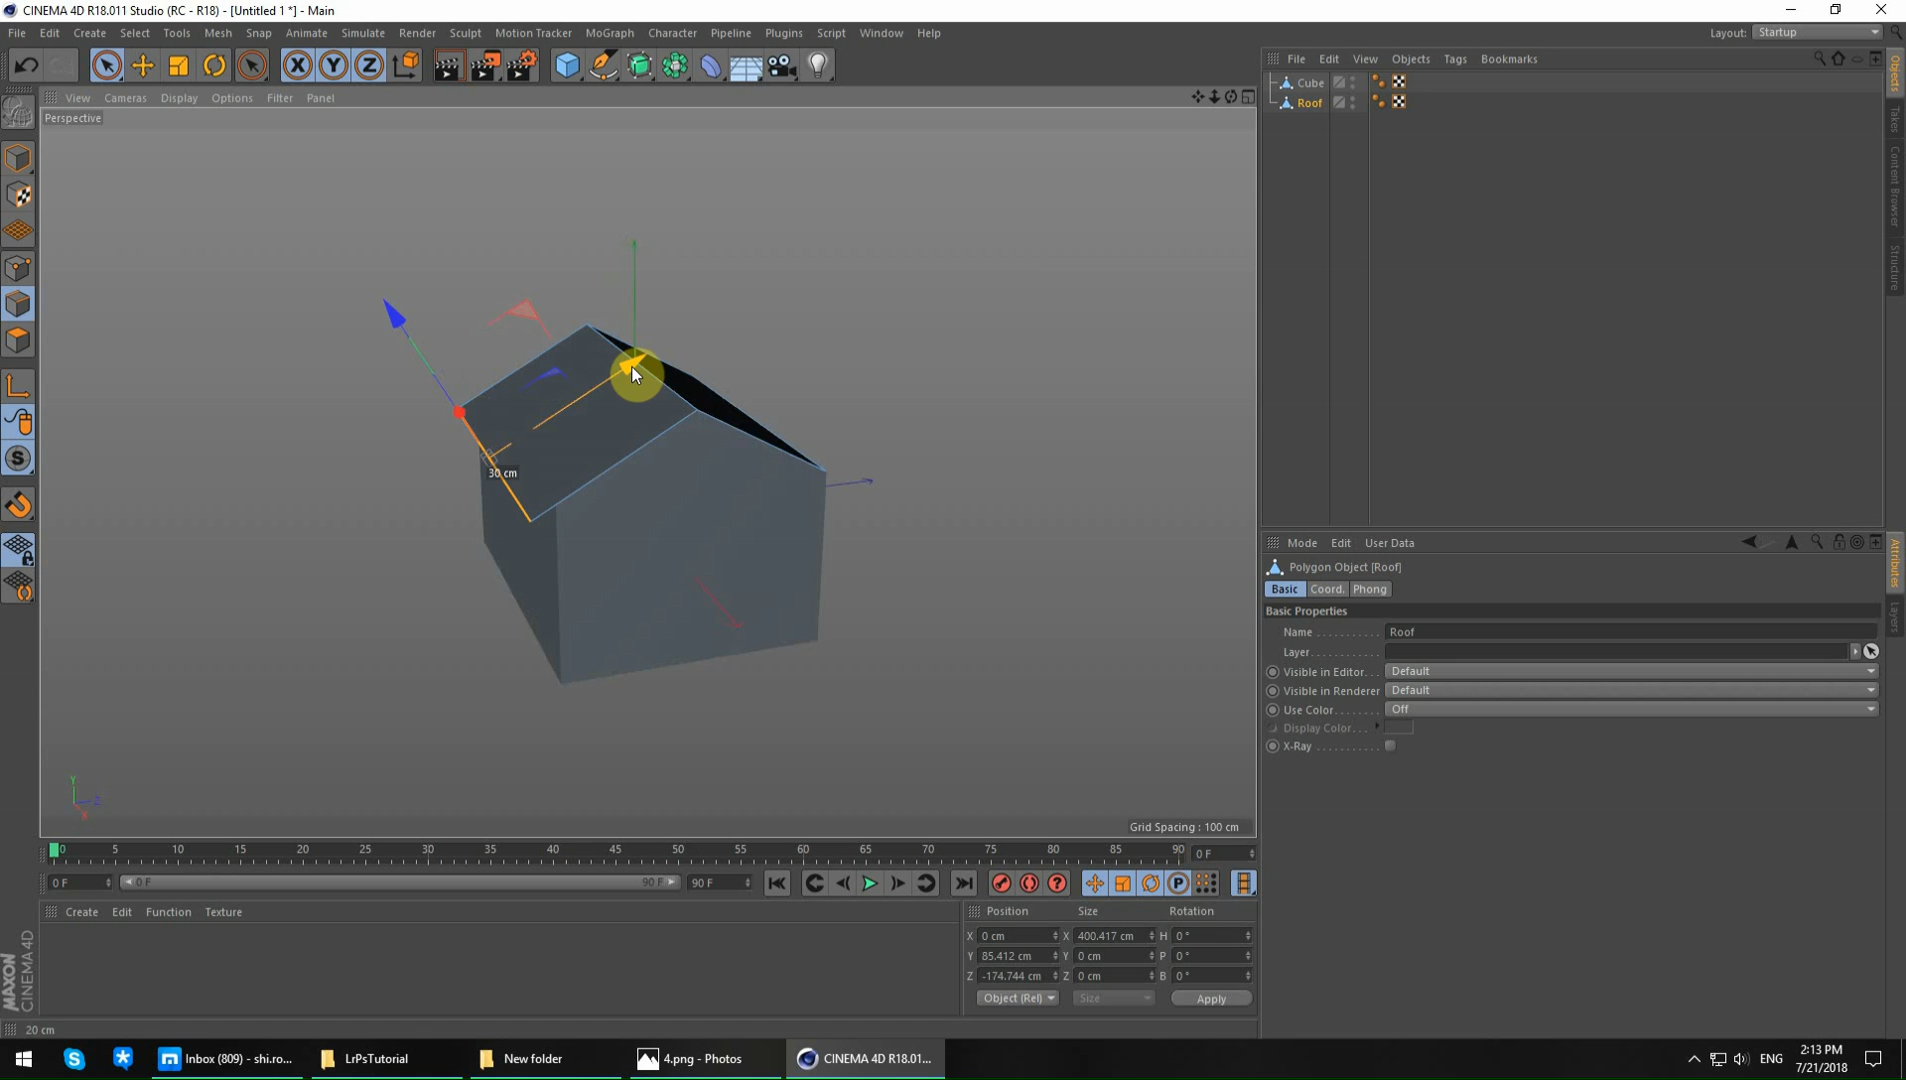 CINEMA 4D R18.011 Studio (RC - R18) - [Untitled 1 *] - Main
File Edit Create Select Tools Mesh Snap Animate Simulate Render Sculpt Motion Tracker MoGraph Character Pipeline Plugins Script Window Help
Layout: Startup
File Edit View Objects Tags Bookmarks
View Cameras Display Options Filter Panel
Perspective
Cube
Roof
Objects
Takes
Content Browser
Structure
30 cm
Y
Z
X
Grid Spacing : 100 cm
Mode Edit User Data
Polygon Object [Roof]
Basic Coord. Phong
Basic Properties
Name Roof
Layer
Visible in Editor Default
Visible in Renderer Default
Use Color Off
Display Color
X-Ray
Attributes
Layers
0 5 10 15 20 25 30 35 40 45 50 55 60 65 70 75 80 85 90
0 F
0 F 0 F 90 F 90 F
Create Edit Function Texture
Position Size Rotation
X 0 cm X 400.417 cm H 0 °
Y 85.412 cm Y 0 cm P 0 °
Z -174.744 cm Z 0 cm B 0 °
Object (Rel) Size Apply
MAXON
CINEMA 4D
20 cm
Inbox (809) - shi.ro...
LrPsTutorial
New folder
4.png - Photos
CINEMA 4D R18.01...
ENG
2:13 PM
7/21/2018